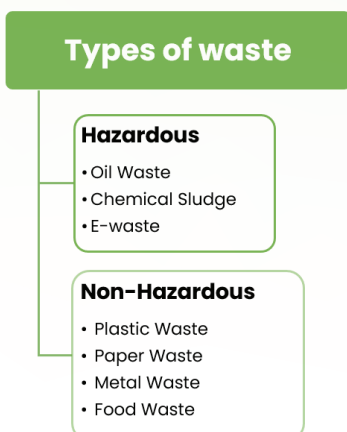 Types of waste
Hazardous
• Oil Waste
• Chemical Sludge
• E-waste
Non-Hazardous
• Plastic Waste
• Paper Waste
• Metal Waste
• Food Waste